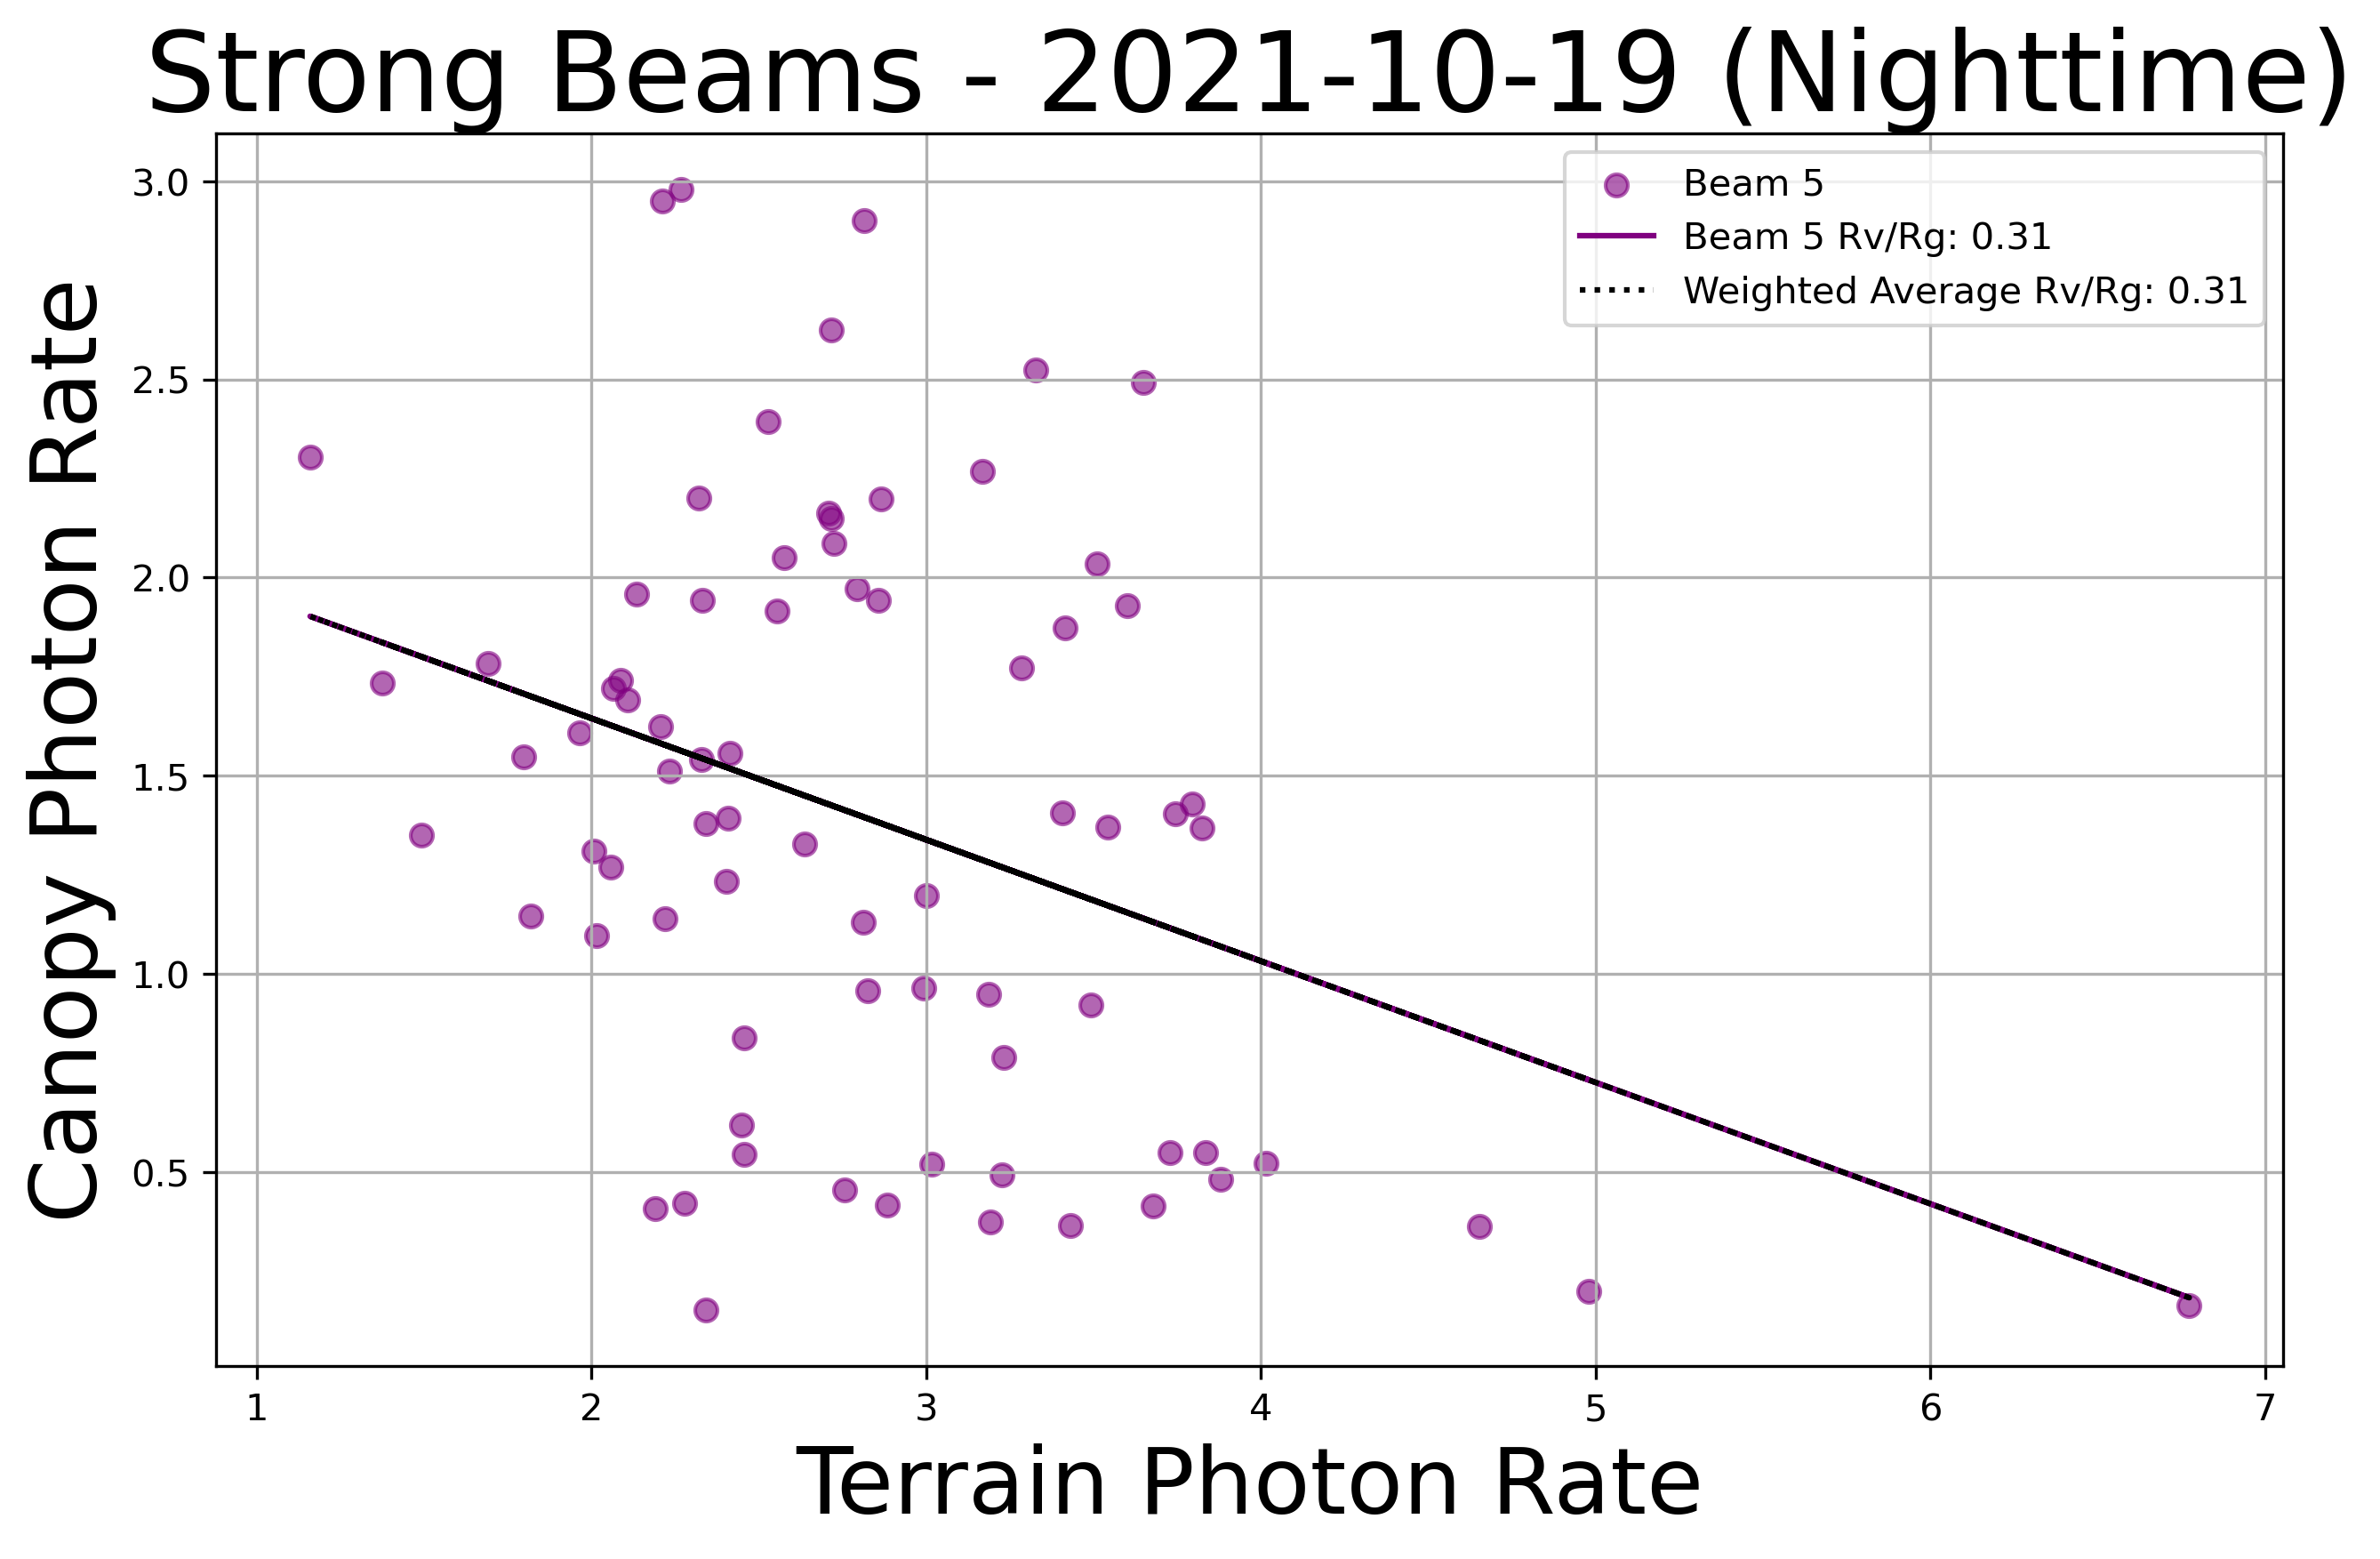 Strong Beams - 2021-10-19 (Nighttime)
Beam 5
Beam 5 Rv/Rg: 0.31
Weighted Average Rv/Rg: 0.31
Canopy Photon Rate
3.0
2.5
2.0
1.5
1.0
0.5
1 2 3 4 5 6 7
Terrain Photon Rate